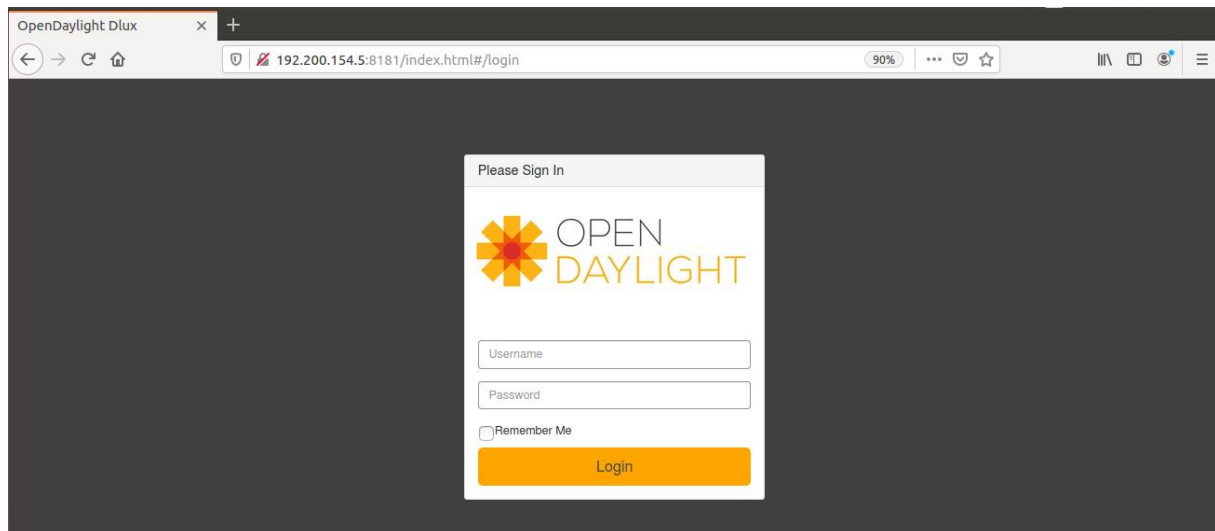 OpenDaylight Dlux
192.200.154.5:8181/index.html#/login
90%
Please Sign In
OPEN
DAYLIGHT
Username
Password
Remember Me
Login